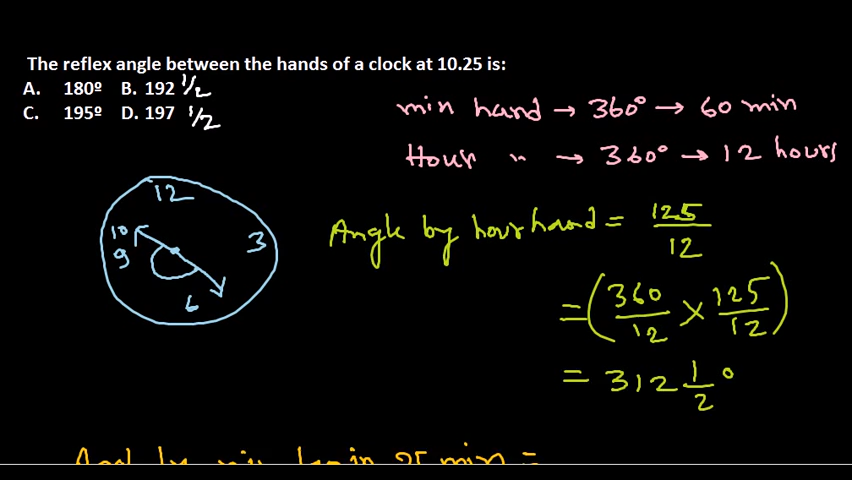 The reflex angle between the hands of a clock at 10.25 is:
A. 180º B. 192 1/2
C. 195º D. 197 1/2
min hand → 360° → 60 min
Hour " → 360° → 12 hours
12
10
9
3
6
Angle by hour hand = 125/12
= (360/12 × 125/12)
= 312 1/2 °
25 min =